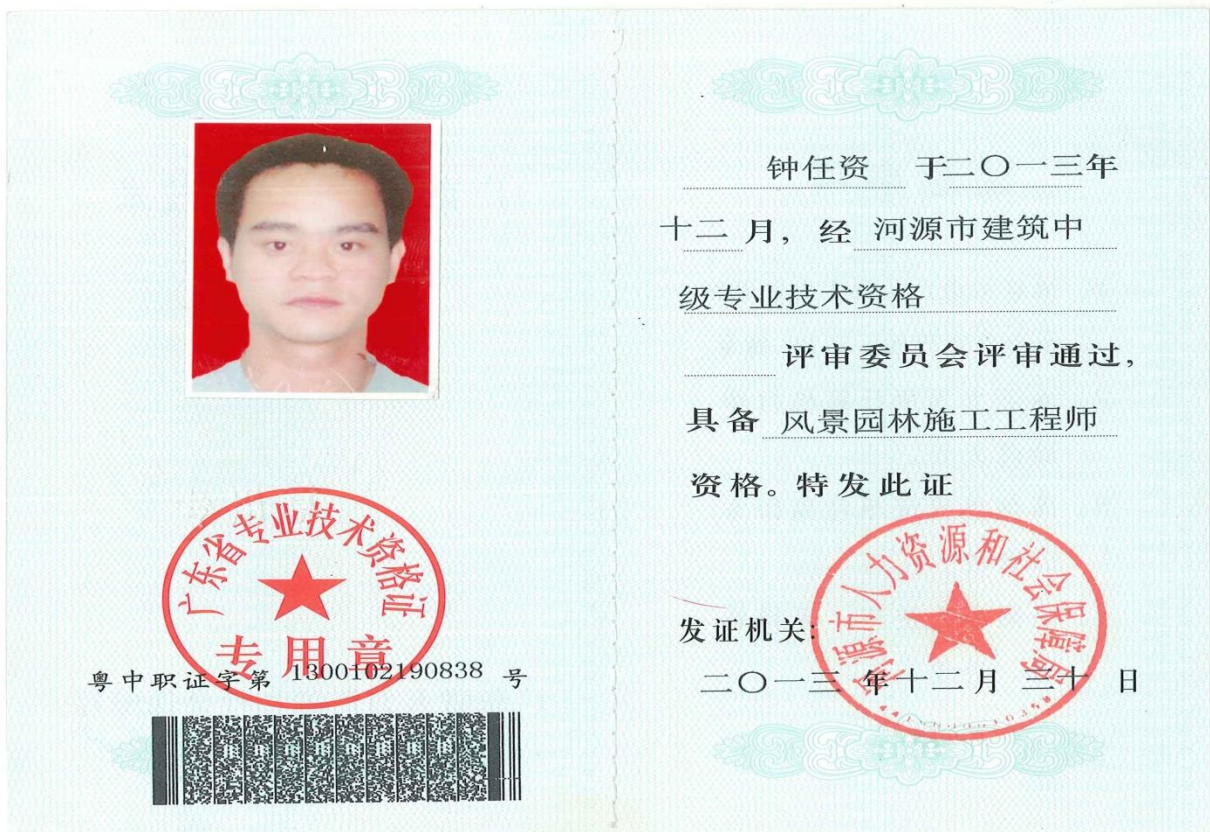 广东省专业技术资格证
专用章
粤中职证字第 1300102190838 号
钟任资 于二〇一三年
十二月，经 河源市建筑中
级专业技术资格
评审委员会评审通过，
具备 风景园林施工工程师
资格。特发此证
河源市人力资源和社会保障局
发证机关：
二〇一三年十二月三十日